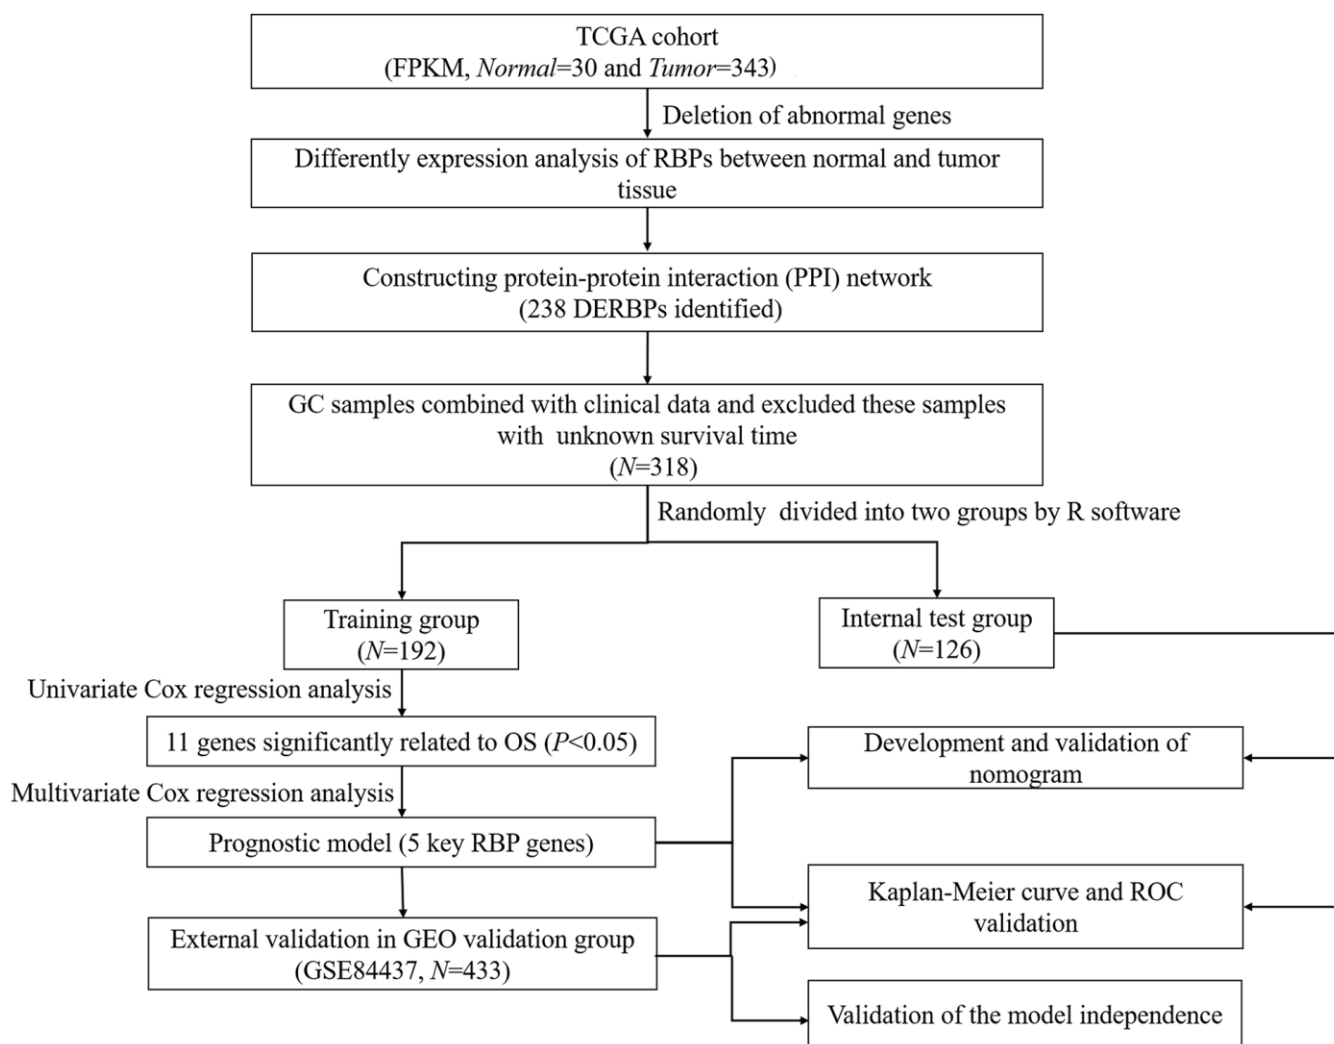 TCGA cohort
(FPKM, Normal=30 and Tumor=343)
Deletion of abnormal genes
Differently expression analysis of RBPs between normal and tumor
tissue
Constructing protein-protein interaction (PPI) network
(238 DERBPs identified)
GC samples combined with clinical data and excluded these samples
with unknown survival time
(N=318)
Randomly divided into two groups by R software
Training group
(N=192)
Internal test group
(N=126)
Univariate Cox regression analysis
11 genes significantly related to OS (P<0.05)
Development and validation of
nomogram
Multivariate Cox regression analysis
Prognostic model (5 key RBP genes)
Kaplan-Meier curve and ROC
validation
External validation in GEO validation group
(GSE84437, N=433)
Validation of the model independence